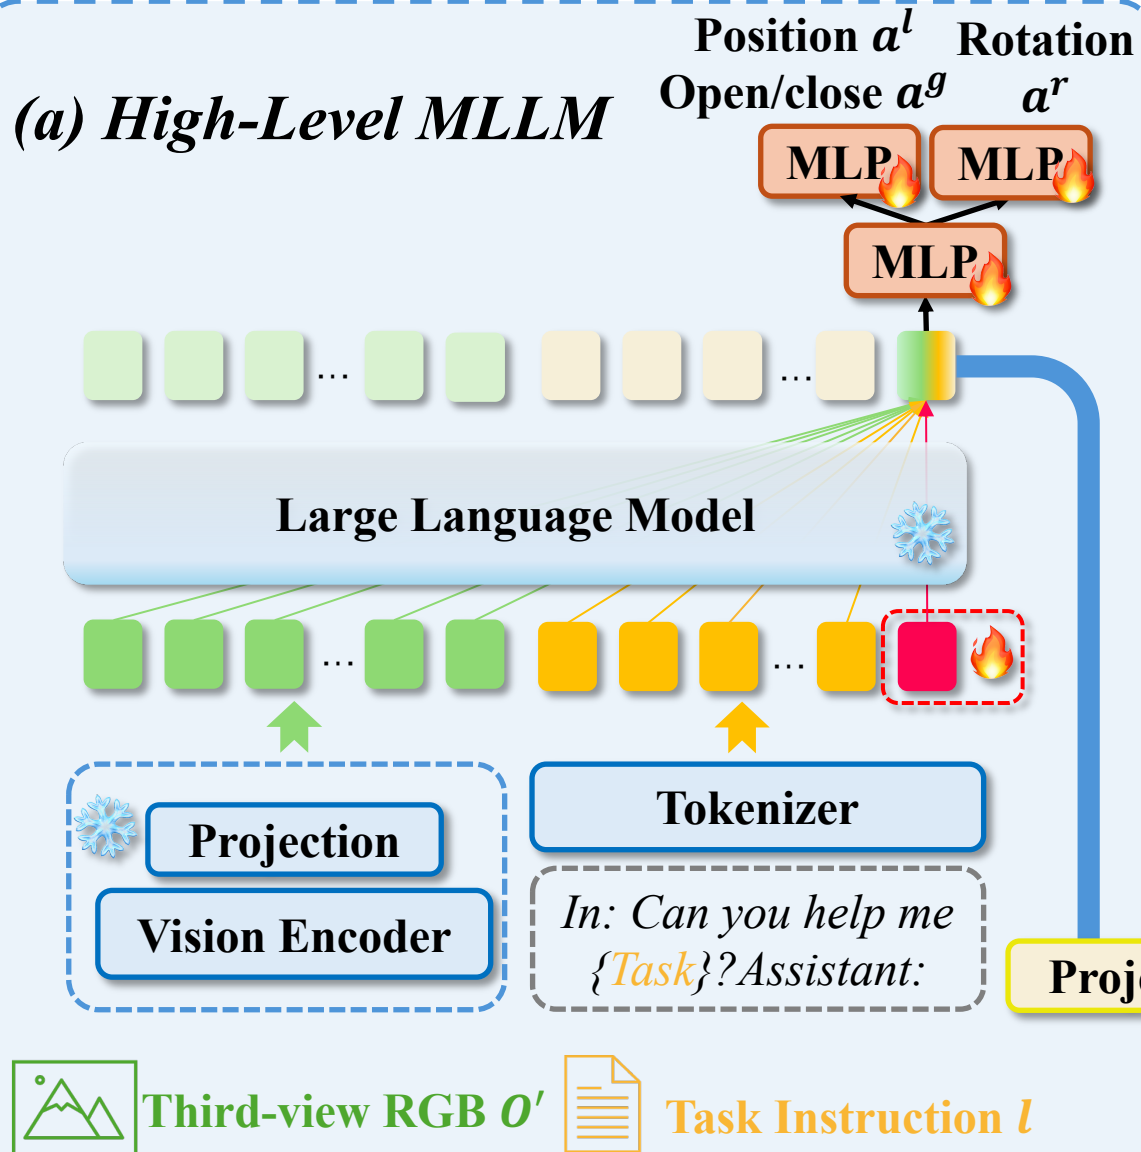 Position a^l
Rotation
Open/close a^g
a^r
(a) High-Level MLLM
MLP
MLP
MLP
...
...
Large Language Model
...
...
Projection
Tokenizer
Vision Encoder
In: Can you help me
{Task}?Assistant:
Proj
Third-view RGB O′
Task Instruction l